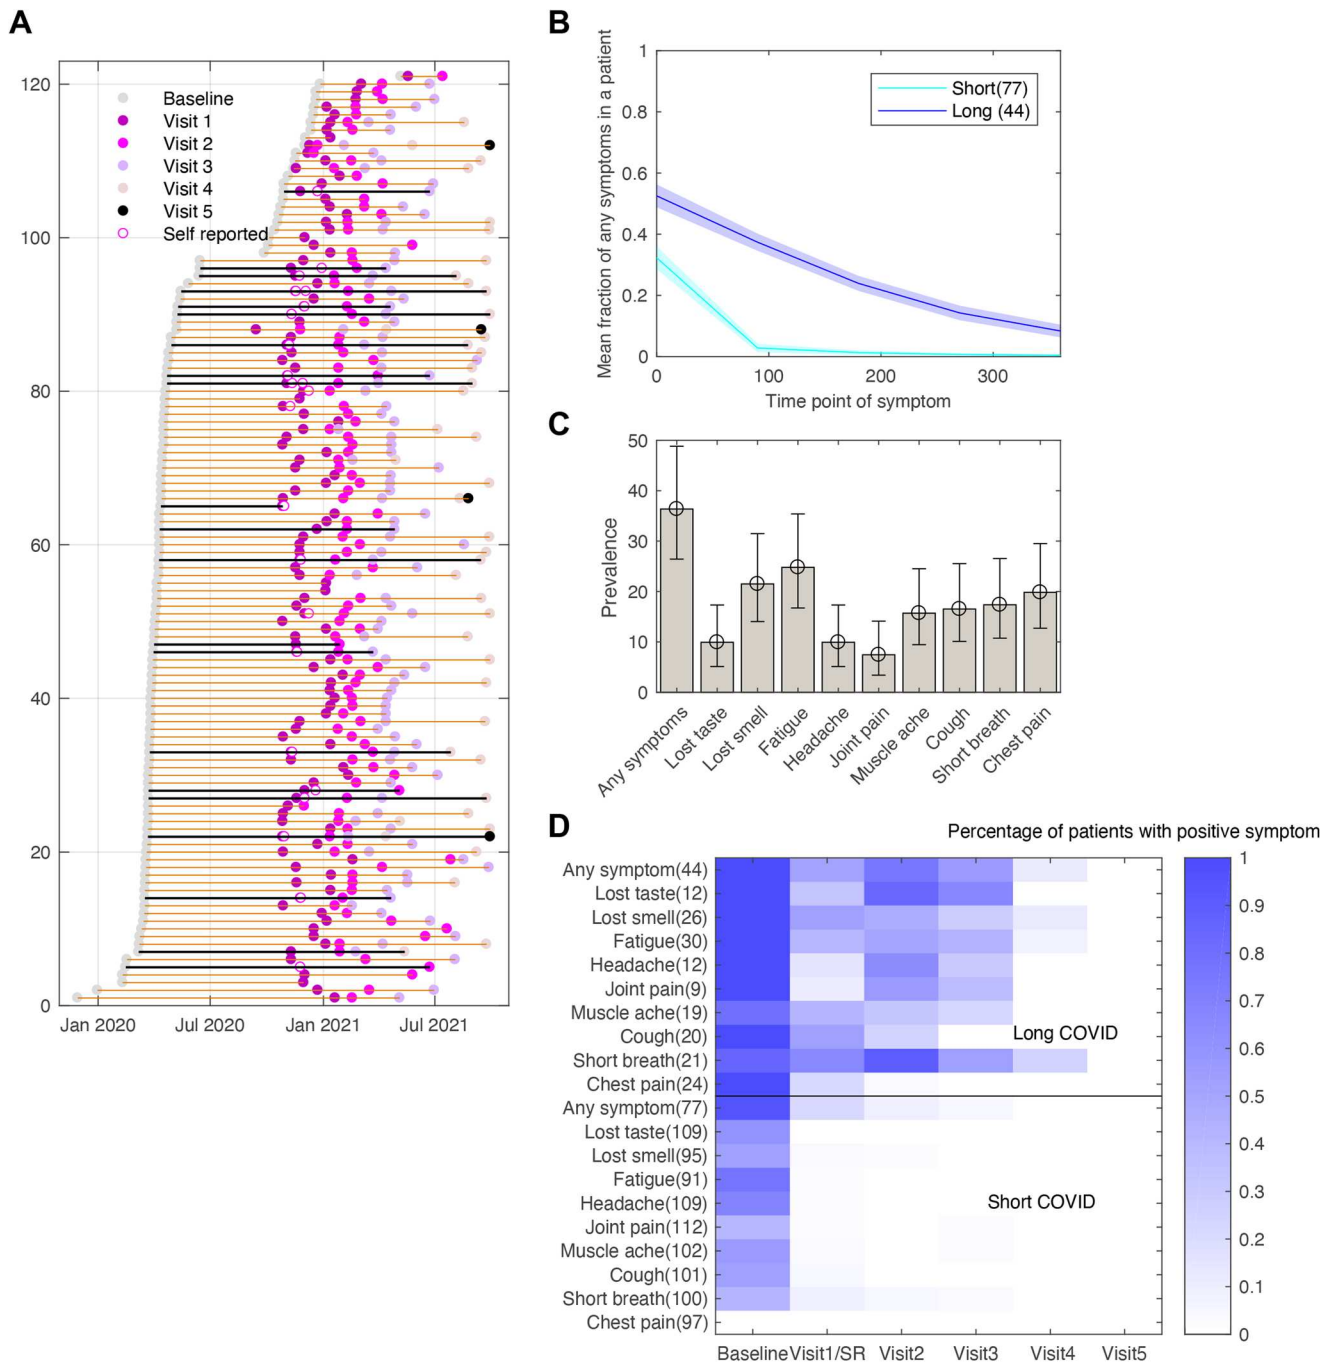 A
120
100
80
60
40
20
0
Baseline
Visit 1
Visit 2
Visit 3
Visit 4
Visit 5
Self reported
Jan 2020
Jul 2020
Jan 2021
Jul 2021
B
Mean fraction of any symptoms in a patient
1
0.8
0.6
0.4
0.2
0
Short(77)
Long (44)
0
100
200
300
Time point of symptom
C
Prevalence
50
40
30
20
10
0
Any symptoms
Lost taste
Lost smell
Fatigue
Headache
Joint pain
Muscle ache
Cough
Short breath
Chest pain
D
Percentage of patients with positive symptom
Any symptom(44)
Lost taste(12)
Lost smell(26)
Fatigue(30)
Headache(12)
Joint pain(9)
Muscle ache(19)
Cough(20)
Short breath(21)
Chest pain(24)
Any symptom(77)
Lost taste(109)
Lost smell(95)
Fatigue(91)
Headache(109)
Joint pain(112)
Muscle ache(102)
Cough(101)
Short breath(100)
Chest pain(97)
Long COVID
Short COVID
Baseline
Visit1/SR
Visit2
Visit3
Visit4
Visit5
1
0.9
0.8
0.7
0.6
0.5
0.4
0.3
0.2
0.1
0